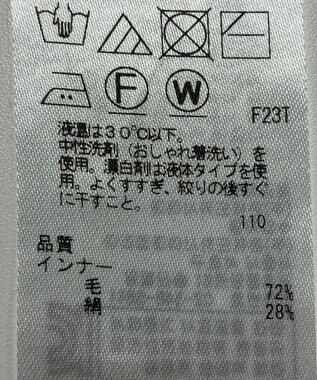 F
W
F23T
液温は30℃以下。
中性洗剤(おしゃれ着洗い)を
使用。漂白剤は液体タイプを使
用。よくすすぎ、絞りの後すぐ
に干すこと。
110
品質
インナー
毛 72%
絹 28%